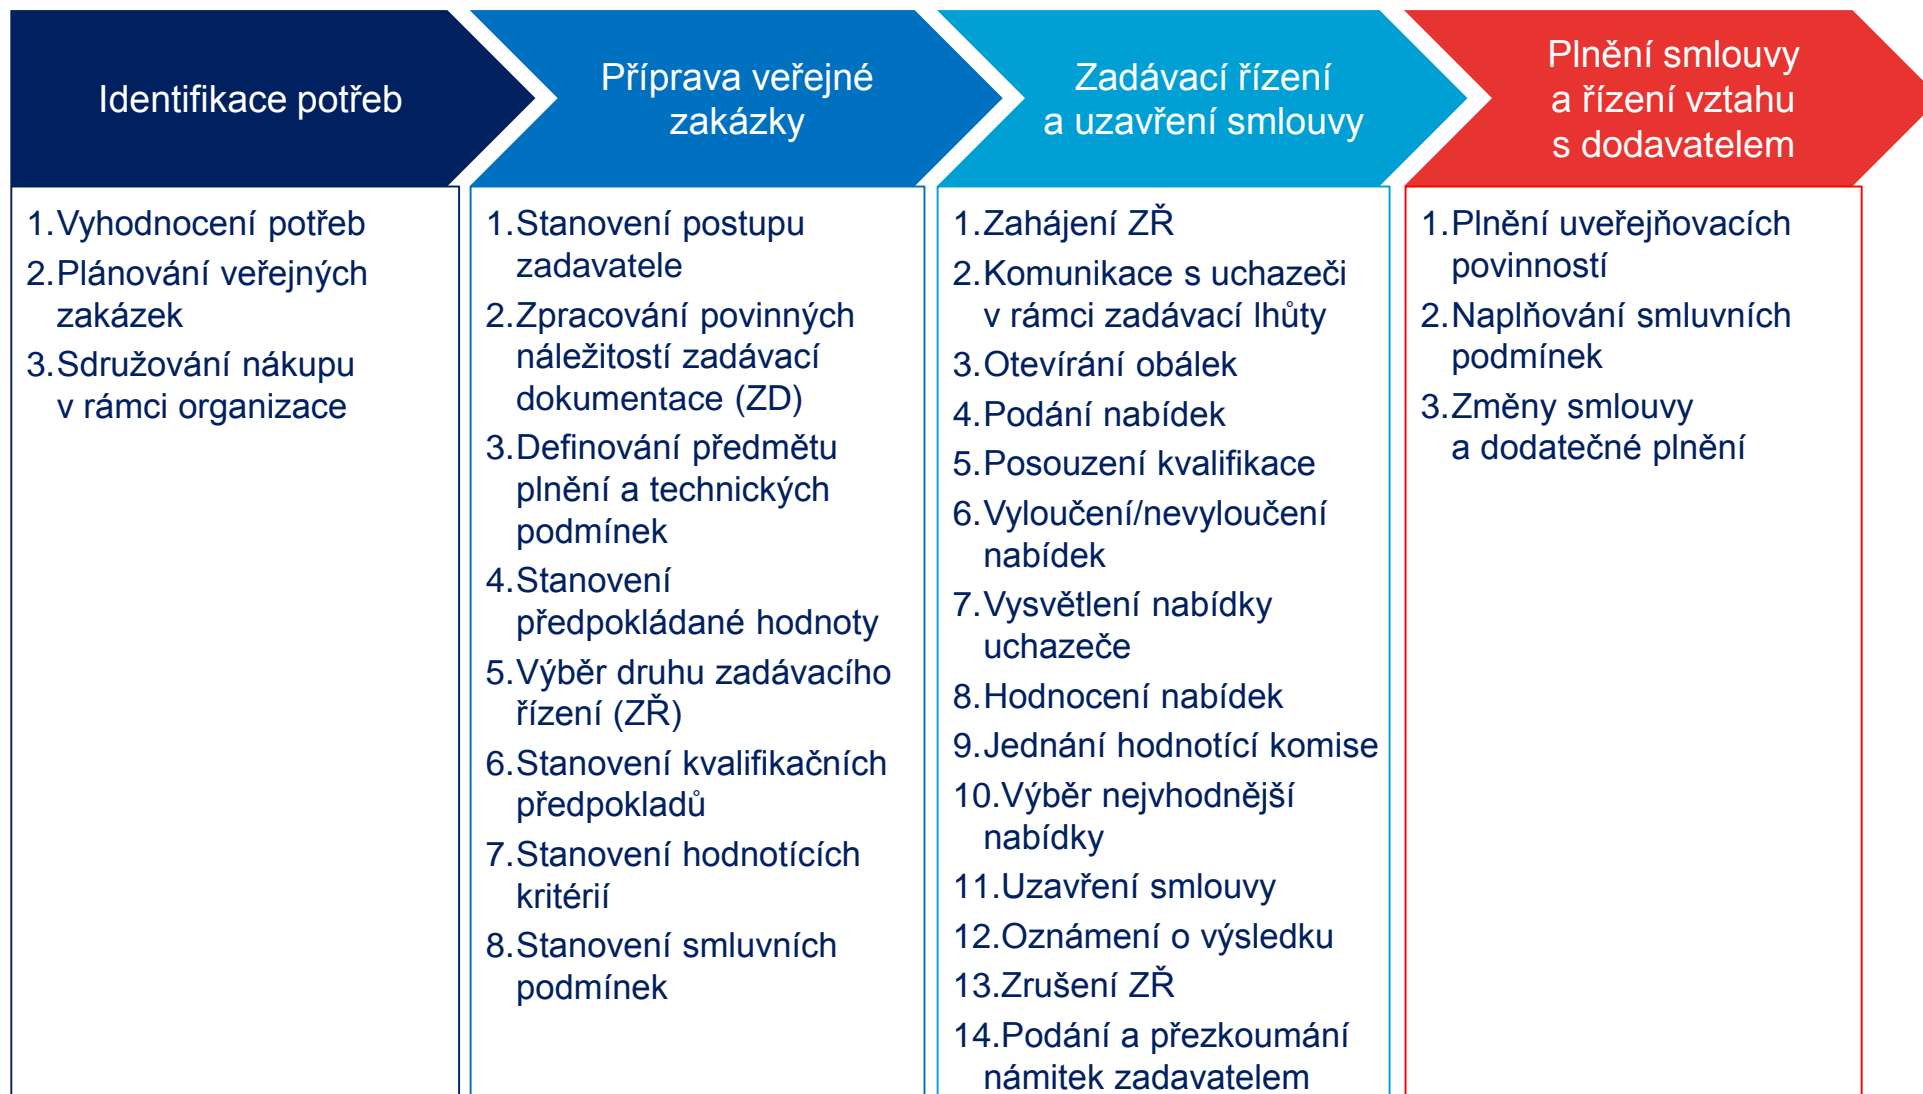 Identifikace potřeb
1.Vyhodnocení potřeb
2.Plánování veřejných
zakázek
3.Sdružování nákupu
v rámci organizace
Příprava veřejné
zakázky
1.Stanovení postupu
zadavatele
2.Zpracování povinných
náležitostí zadávací
dokumentace (ZD)
3.Definování předmětu
plnění a technických
podmínek
4.Stanovení
předpokládané hodnoty
5.Výběr druhu zadávacího
řízení (ZŘ)
6.Stanovení kvalifikačních
předpokladů
7.Stanovení hodnotících
kritérií
8.Stanovení smluvních
podmínek
Zadávací řízení
a uzavření smlouvy
1.Zahájení ZŘ
2.Komunikace s uchazeči
v rámci zadávací lhůty
3.Otevírání obálek
4.Podání nabídek
5.Posouzení kvalifikace
6.Vyloučení/nevyloučení
nabídek
7.Vysvětlení nabídky
uchazeče
8.Hodnocení nabídek
9.Jednání hodnotící komise
10.Výběr nejvhodnější
nabídky
11.Uzavření smlouvy
12.Oznámení o výsledku
13.Zrušení ZŘ
14.Podání a přezkoumání
námitek zadavatelem
Plnění smlouvy
a řízení vztahu
s dodavatelem
1.Plnění uveřejňovacích
povinností
2.Naplňování smluvních
podmínek
3.Změny smlouvy
a dodatečné plnění